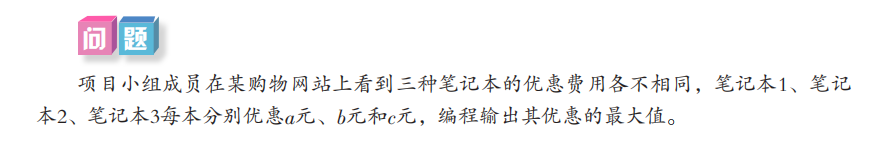 问题
项目小组成员在某购物网站上看到三种笔记本的优惠费用各不相同，笔记本1、笔记
本2、笔记本3每本分别优惠a元、b元和c元，编程输出其优惠的最大值。